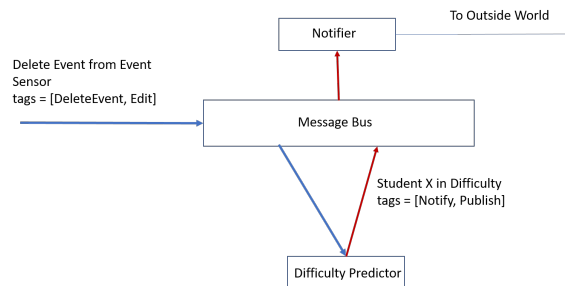 To Outside World
Notifier
Delete Event from Event
Sensor
tags = [DeleteEvent, Edit]
Message Bus
Student X in Difficulty
tags = [Notify, Publish]
Difficulty Predictor